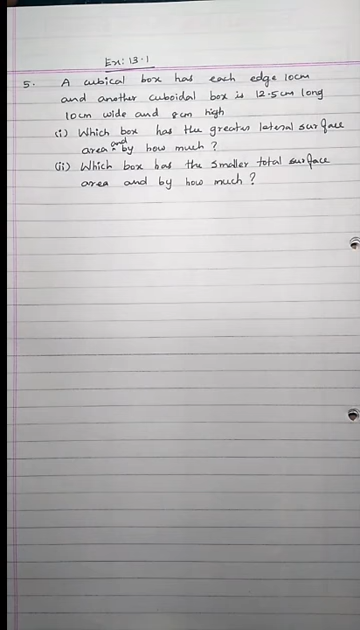 Ex: 13.1
5. A cubical box has each edge 10cm
and another cuboidal box is 12.5cm long
10cm wide and 8cm high
(i) Which box has the greater lateral surface
area and by how much ?
(ii) Which box has the smaller total surface
area and by how much ?